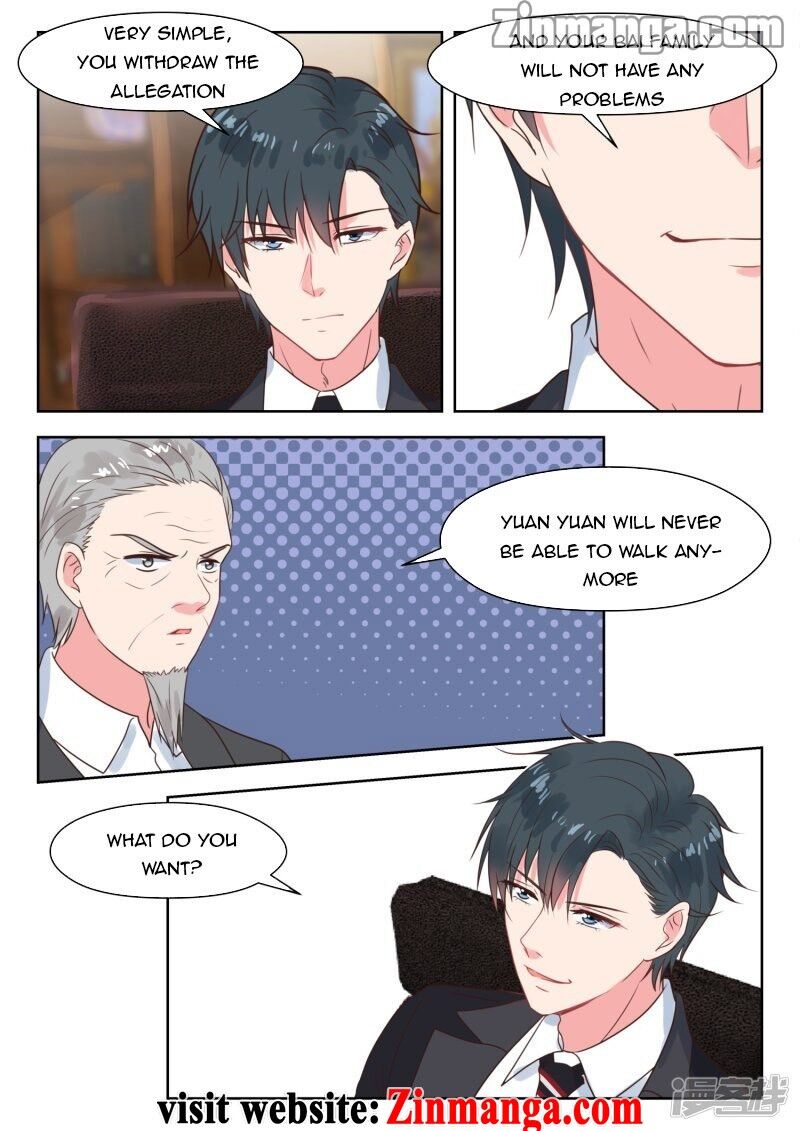 Zinmanga.com
VERY SIMPLE,
YOU WITHDRAW THE
ALLEGATION
AND YOUR BAI FAMILY
WILL NOT HAVE ANY
PROBLEMS
YUAN YUAN WILL NEVER
BE ABLE TO WALK ANY-
MORE
WHAT DO YOU
WANT?
漫客栈
visit website: Zinmanga.com